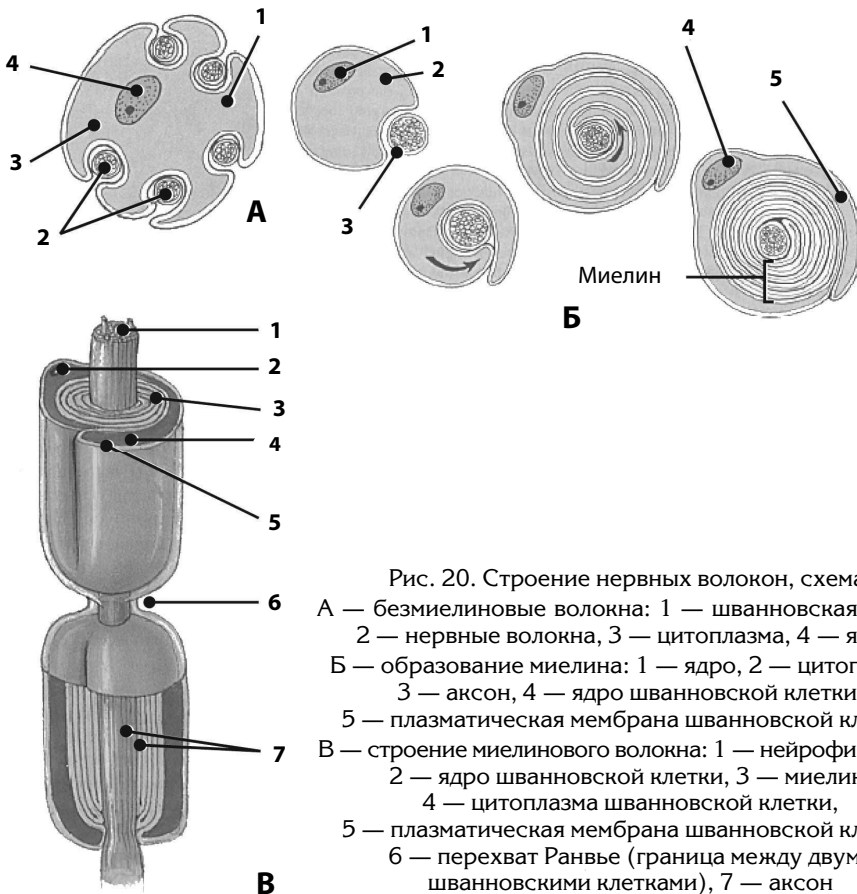 1
4
3
2
А
1
2
3
4
5
Миелин
Б
1
2
3
4
5
6
7
В
Рис. 20. Строение нервных волокон, схема
А — безмиелиновые волокна: 1 — шванновская
2 — нервные волокна, 3 — цитоплазма, 4 —
Б — образование миелина: 1 — ядро, 2 —
3 — аксон, 4 — ядро шванновской клетки
5 — плазматическая мембрана шванновской
В — строение миелинового волокна: 1 —
2 — ядро шванновской клетки, 3 — миелин
4 — цитоплазма шванновской клетки,
5 — плазматическая мембрана шванновской
6 — перехват Ранвье (граница между
шванновскими клетками), 7 — аксон